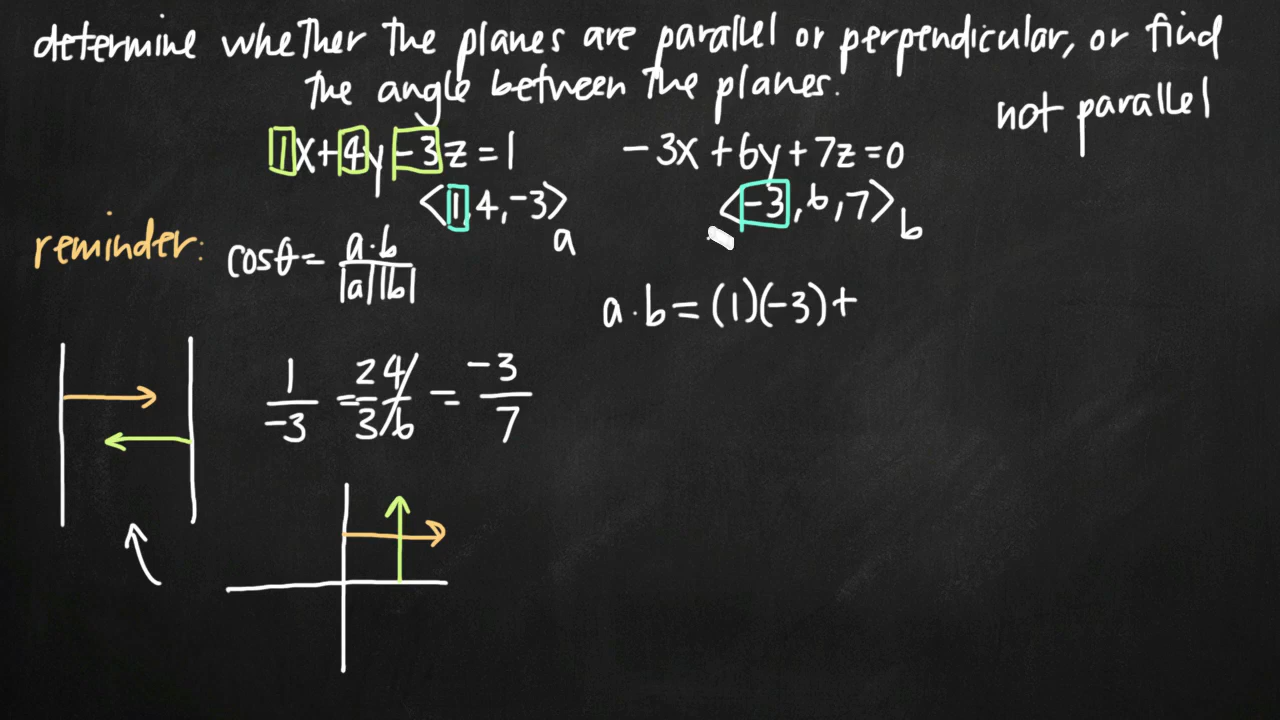 determine whether the planes are parallel or perpendicular, or find
the angle between the planes.
not parallel
1x+4y-3z=1
-3x+6y+7z=0
<1,4,-3> a
<-3,6,7> b
reminder: cosθ= a·b/|a||b|
a·b=(1)(-3)+
1/-3 = 2 4/3 6 = -3/7